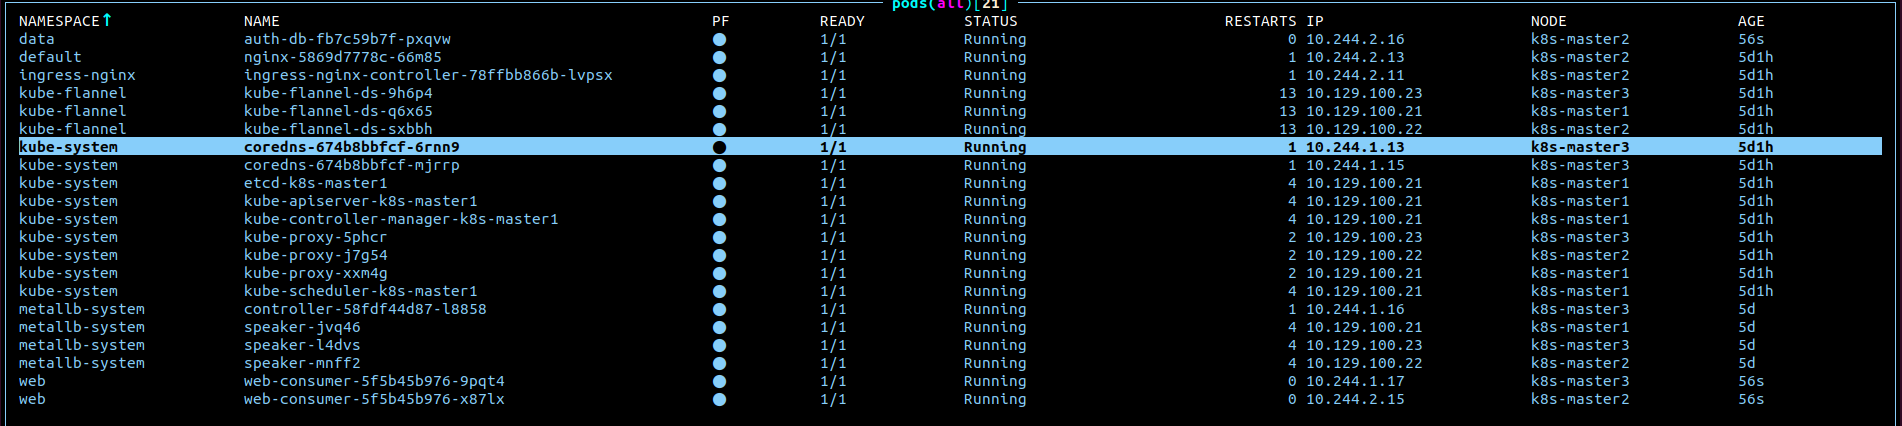 pods(all)[21]
NAMESPACE↑ NAME PF READY STATUS RESTARTS IP NODE AGE
data auth-db-fb7c59b7f-pxqvw ● 1/1 Running 0 10.244.2.16 k8s-master2 56s
default nginx-5869d7778c-66m85 ● 1/1 Running 1 10.244.2.13 k8s-master2 5d1h
ingress-nginx ingress-nginx-controller-78ffbb866b-lvpsx ● 1/1 Running 1 10.244.2.11 k8s-master2 5d1h
kube-flannel kube-flannel-ds-9h6p4 ● 1/1 Running 13 10.129.100.23 k8s-master3 5d1h
kube-flannel kube-flannel-ds-q6x65 ● 1/1 Running 13 10.129.100.21 k8s-master1 5d1h
kube-flannel kube-flannel-ds-sxbbh ● 1/1 Running 13 10.129.100.22 k8s-master2 5d1h
kube-system coredns-674b8bbfcf-6rnn9 ● 1/1 Running 1 10.244.1.13 k8s-master3 5d1h
kube-system coredns-674b8bbfcf-mjrrp ● 1/1 Running 1 10.244.1.15 k8s-master3 5d1h
kube-system etcd-k8s-master1 ● 1/1 Running 4 10.129.100.21 k8s-master1 5d1h
kube-system kube-apiserver-k8s-master1 ● 1/1 Running 4 10.129.100.21 k8s-master1 5d1h
kube-system kube-controller-manager-k8s-master1 ● 1/1 Running 4 10.129.100.21 k8s-master1 5d1h
kube-system kube-proxy-5phcr ● 1/1 Running 2 10.129.100.23 k8s-master3 5d1h
kube-system kube-proxy-j7g54 ● 1/1 Running 2 10.129.100.22 k8s-master2 5d1h
kube-system kube-proxy-xxm4g ● 1/1 Running 2 10.129.100.21 k8s-master1 5d1h
kube-system kube-scheduler-k8s-master1 ● 1/1 Running 4 10.129.100.21 k8s-master1 5d1h
metallb-system controller-58fdf44d87-l8858 ● 1/1 Running 1 10.244.1.16 k8s-master3 5d
metallb-system speaker-jvq46 ● 1/1 Running 4 10.129.100.21 k8s-master1 5d
metallb-system speaker-l4dvs ● 1/1 Running 4 10.129.100.23 k8s-master3 5d
metallb-system speaker-mnff2 ● 1/1 Running 4 10.129.100.22 k8s-master2 5d
web web-consumer-5f5b45b976-9pqt4 ● 1/1 Running 0 10.244.1.17 k8s-master3 56s
web web-consumer-5f5b45b976-x87lx ● 1/1 Running 0 10.244.2.15 k8s-master2 56s